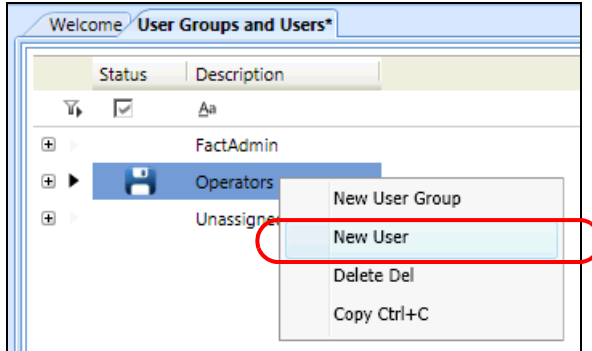 Welcome User Groups and Users*
Status Description
Aa
FactAdmin
Operators
Unassigne
New User Group
New User
Delete Del
Copy Ctrl+C